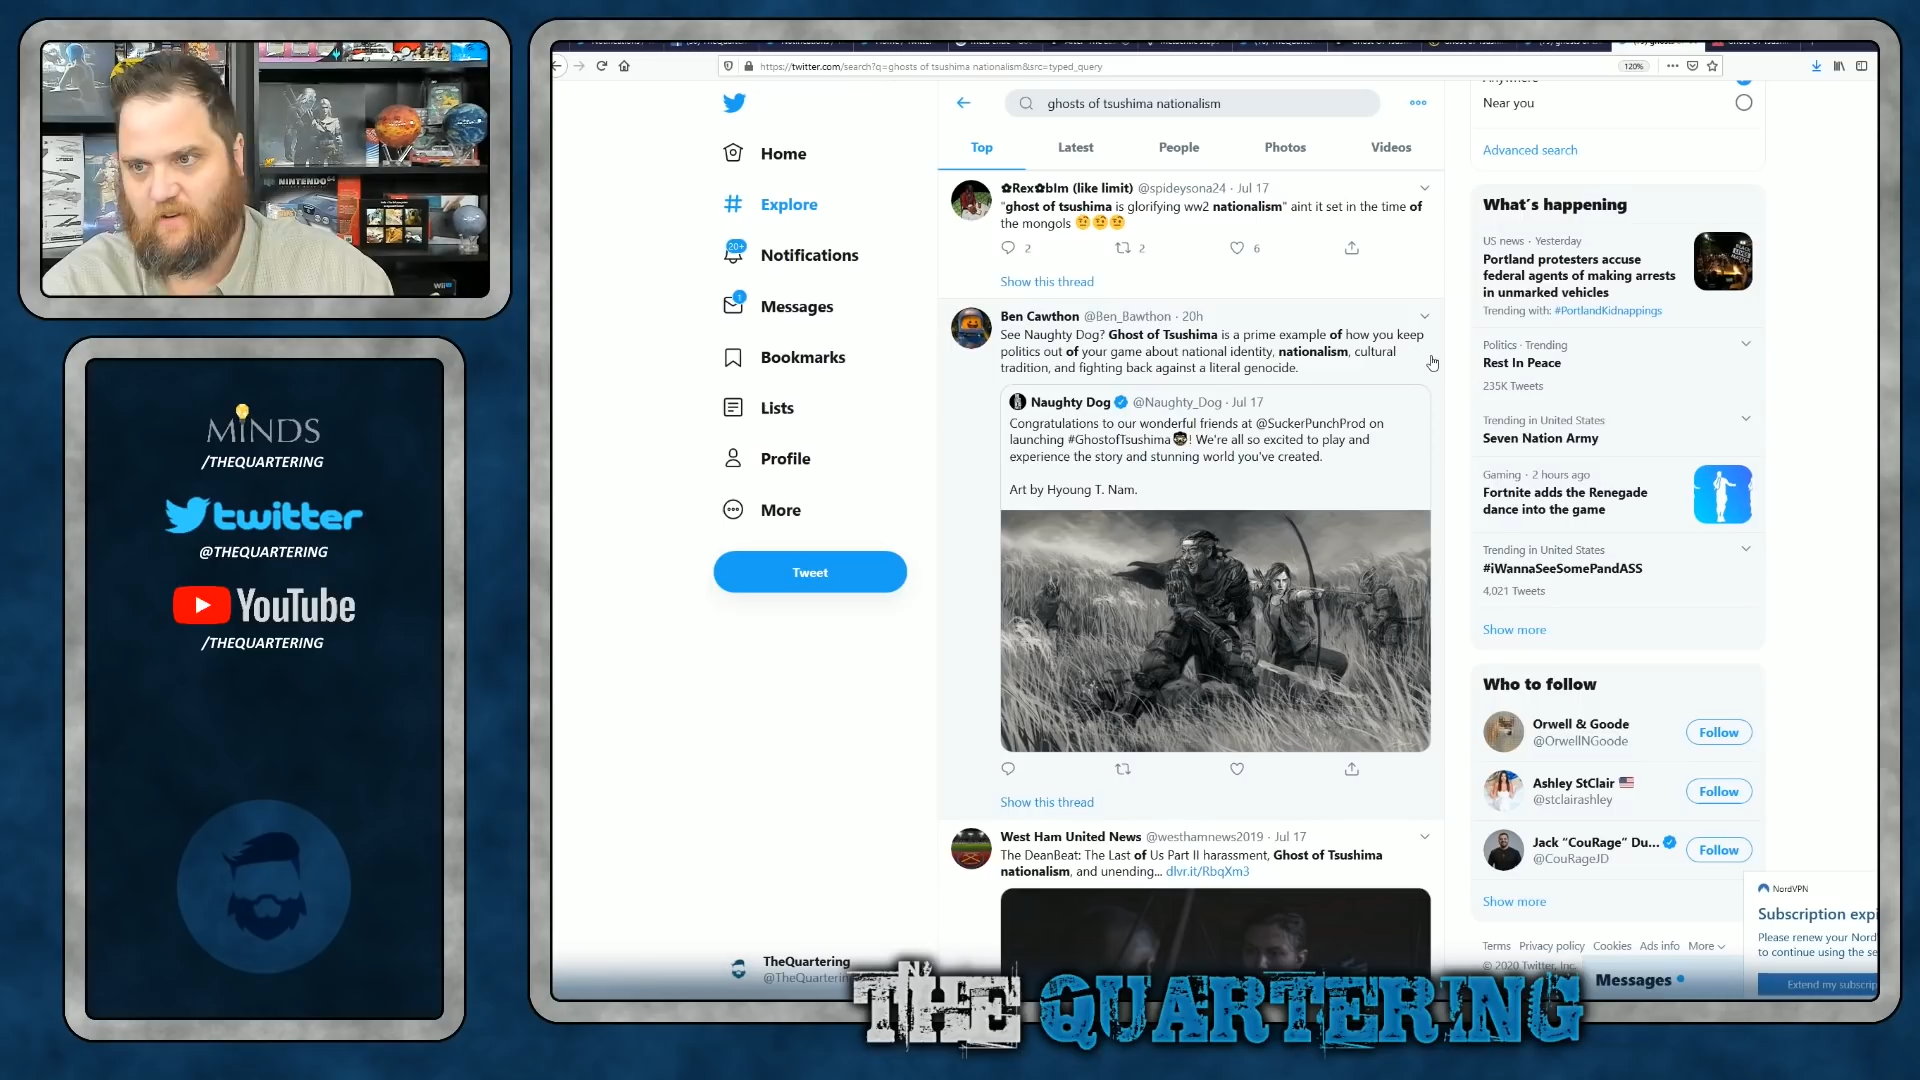 https://twitter.com/search?q=ghosts of tsushima nationalism&src=typed_query
120%
ghosts of tsushima nationalism
Top
Latest
People
Photos
Videos
Home
Explore
20+
Notifications
1
Messages
Bookmarks
Lists
Profile
More
Tweet
TheQuartering
✿Rex✿blm (like limit) @spideysona24 · Jul 17
"ghost of tsushima is glorifying ww2 nationalism" aint it set in the time of
the mongols 🤨🤨🤨
2
2
6
Show this thread
Ben Cawthon @Ben_Bawthon · 20h
See Naughty Dog? Ghost of Tsushima is a prime example of how you keep
politics out of your game about national identity, nationalism, cultural
tradition, and fighting back against a literal genocide.
Naughty Dog @Naughty_Dog · Jul 17
Congratulations to our wonderful friends at @SuckerPunchProd on
launching #GhostofTsushima ! We're all so excited to play and
experience the story and stunning world you've created.
Art by Hyoung T. Nam.
Show this thread
West Ham United News @westhamnews2019 · Jul 17
The DeanBeat: The Last of Us Part II harassment, Ghost of Tsushima
nationalism, and unending... dlvr.it/RbqXm3
Near you
Advanced search
What's happening
US news · Yesterday
Portland protesters accuse
federal agents of making arrests
in unmarked vehicles
Trending with: #PortlandKidnappings
Politics · Trending
Rest In Peace
235K Tweets
Trending in United States
Seven Nation Army
Gaming · 2 hours ago
Fortnite adds the Renegade
dance into the game
Trending in United States
#iWannaSeeSomePandASS
4,021 Tweets
Show more
Who to follow
Orwell & Goode
@OrwellNGoode
Follow
Ashley StClair 🇺🇸
@stclairashley
Follow
Jack “CouRage” Du...
@CouRageJD
Follow
Show more
Terms Privacy policy Cookies Ads info More
© 2020 Twitter, Inc.
Messages
NordVPN
Subscription expi
Please renew your Nord
to continue using the se
Extend my subscrip
MINDS
/THEQUARTERING
twitter
@THEQUARTERING
YouTube
/THEQUARTERING
THE QUARTERING